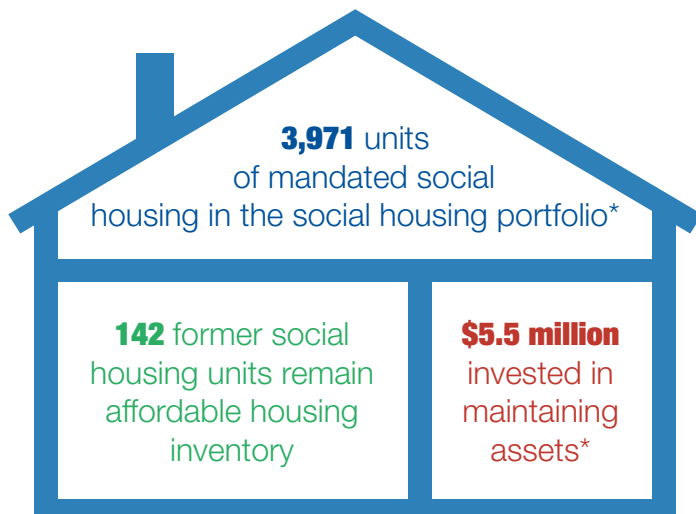 3,971 units
of mandated social
housing in the social housing portfolio*
142 former social
housing units remain
affordable housing
inventory
$5.5 million
invested in
maintaining
assets*